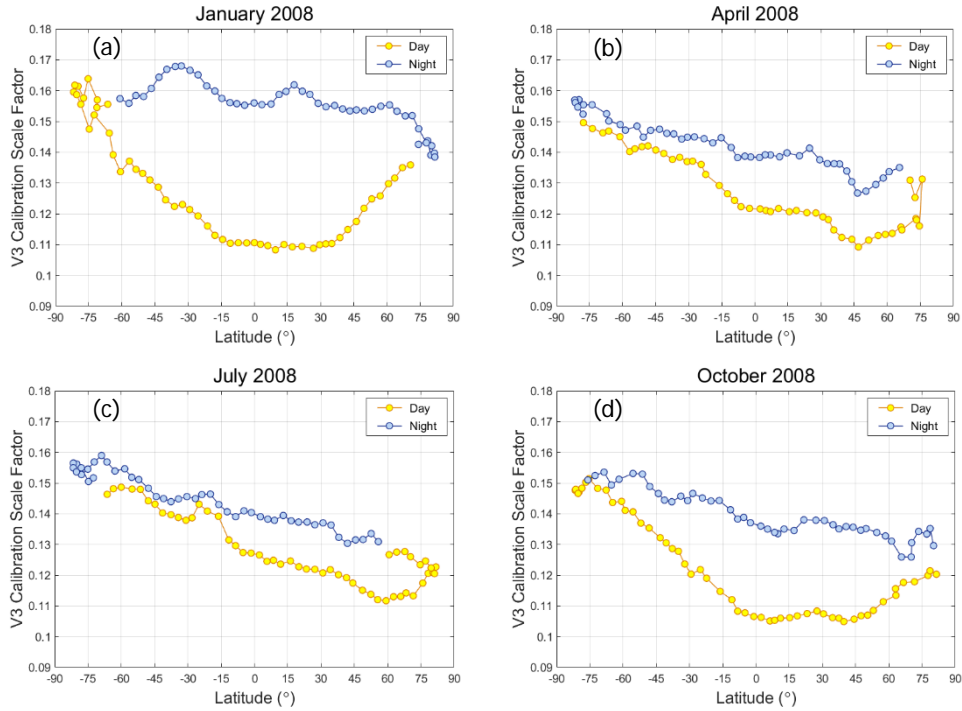 January 2008
(a)
Day
Night
V3 Calibration Scale Factor
0.18
0.17
0.16
0.15
0.14
0.13
0.12
0.11
0.1
0.09
-90 -75 -60 -45 -30 -15 0 15 30 45 60 75 90
Latitude (°)
April 2008
(b)
Day
Night
V3 Calibration Scale Factor
0.18
0.17
0.16
0.15
0.14
0.13
0.12
0.11
0.1
0.09
-90 -75 -60 -45 -30 -15 0 15 30 45 60 75 90
Latitude (°)
July 2008
(c)
Day
Night
V3 Calibration Scale Factor
0.18
0.17
0.16
0.15
0.14
0.13
0.12
0.11
0.1
0.09
-90 -75 -60 -45 -30 -15 0 15 30 45 60 75 90
Latitude (°)
October 2008
(d)
Day
Night
V3 Calibration Scale Factor
0.18
0.17
0.16
0.15
0.14
0.13
0.12
0.11
0.1
0.09
-90 -75 -60 -45 -30 -15 0 15 30 45 60 75 90
Latitude (°)